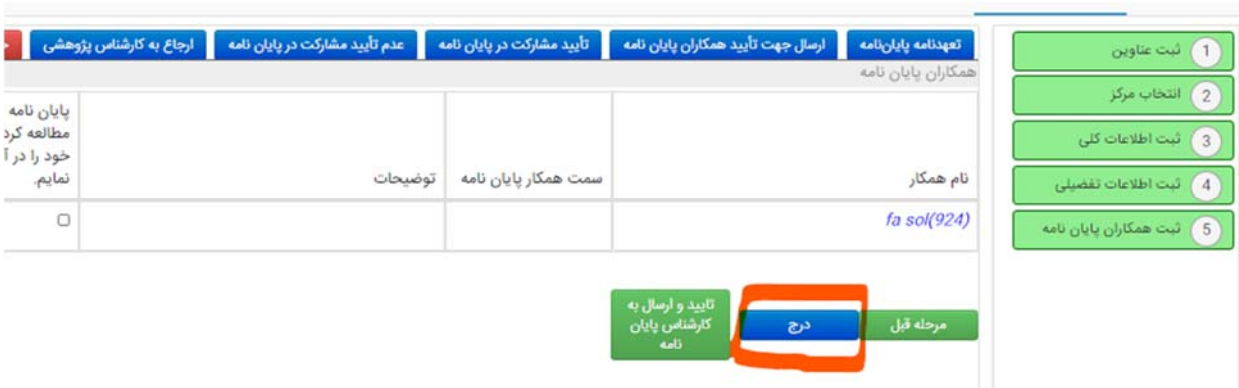 تعهدنامه پایان‌نامه
ارسال جهت تأیید همکاران پایان نامه
تأیید مشارکت در پایان نامه
عدم تأیید مشارکت در پایان نامه
ارجاع به کارشناس پژوهشی
همکاران پایان نامه
نام همکار
سمت همکار پایان نامه
توضیحات
پایان نامه
مطالعه
خود را در
نمایم.
fa sol(924)
مرحله قبل
درج
تایید و ارسال به
کارشناس پایان
نامه
1 ثبت عناوین
2 انتخاب مرکز
3 ثبت اطلاعات کلی
4 ثبت اطلاعات تفضیلی
5 ثبت همکاران پایان نامه